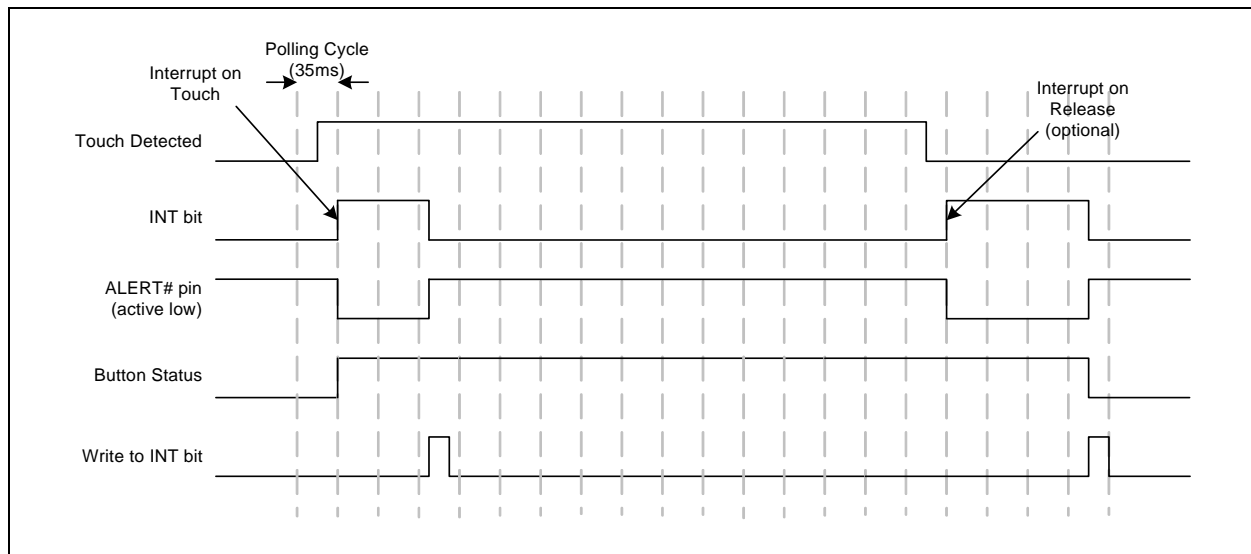 Polling Cycle
(35ms)
Interrupt on
Touch
Interrupt on
Release
(optional)
Touch Detected
INT bit
ALERT# pin
(active low)
Button Status
Write to INT bit